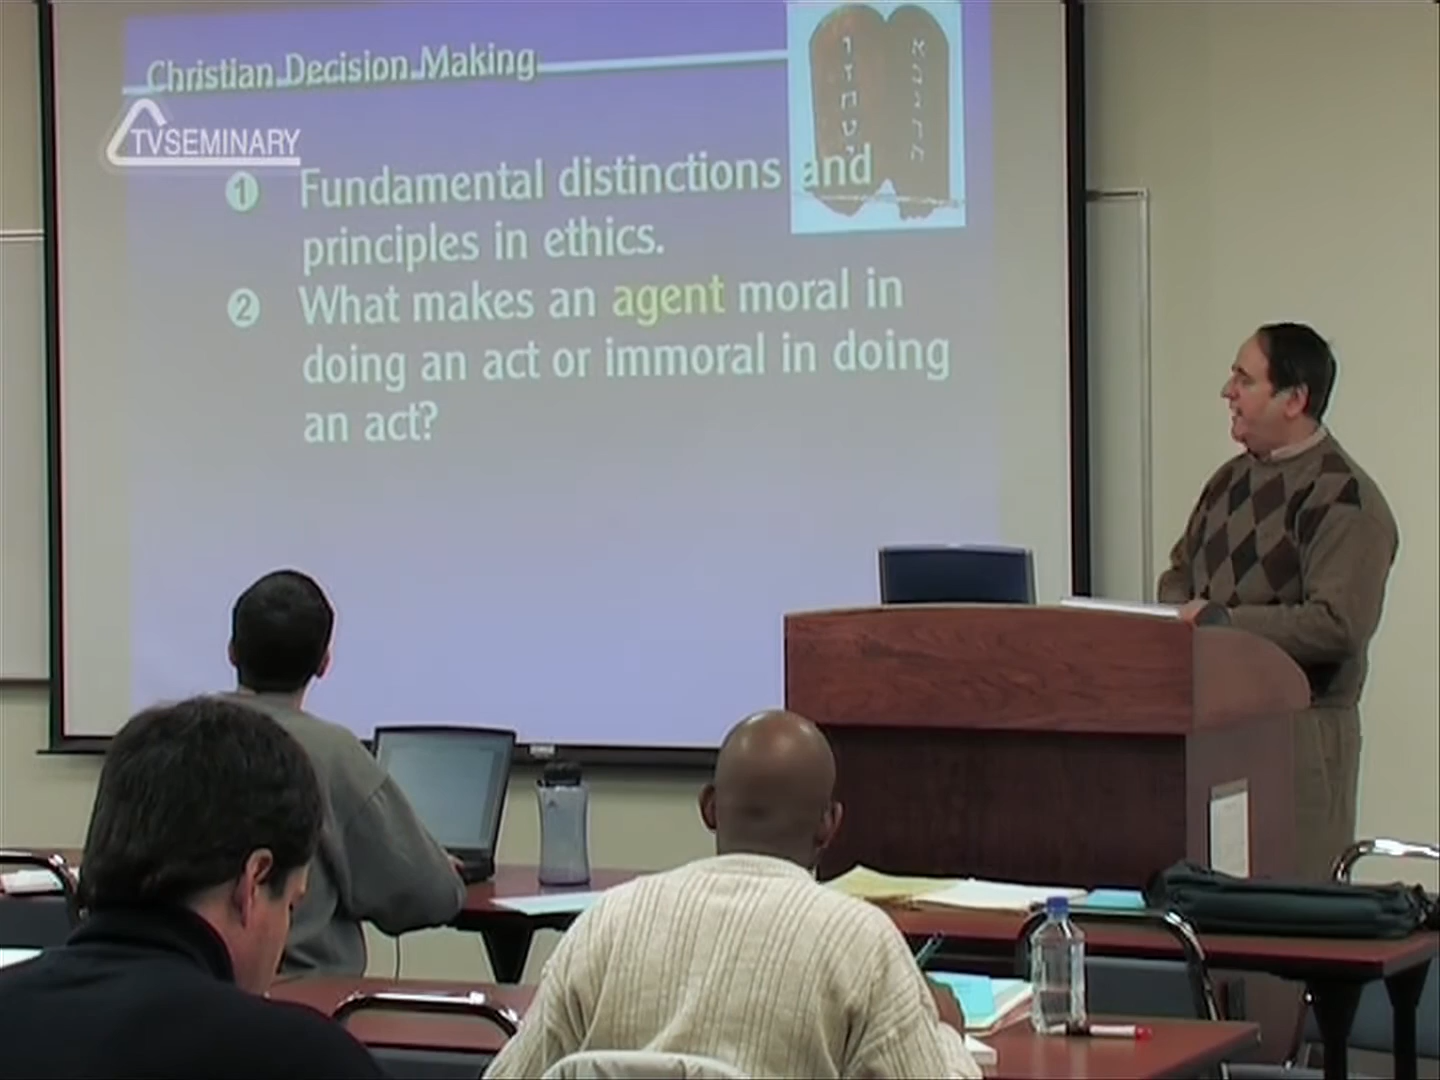 Christian Decision Making
TVSEMINARY
1 Fundamental distinctions and
principles in ethics.
2 What makes an agent moral in
doing an act or immoral in doing
an act?